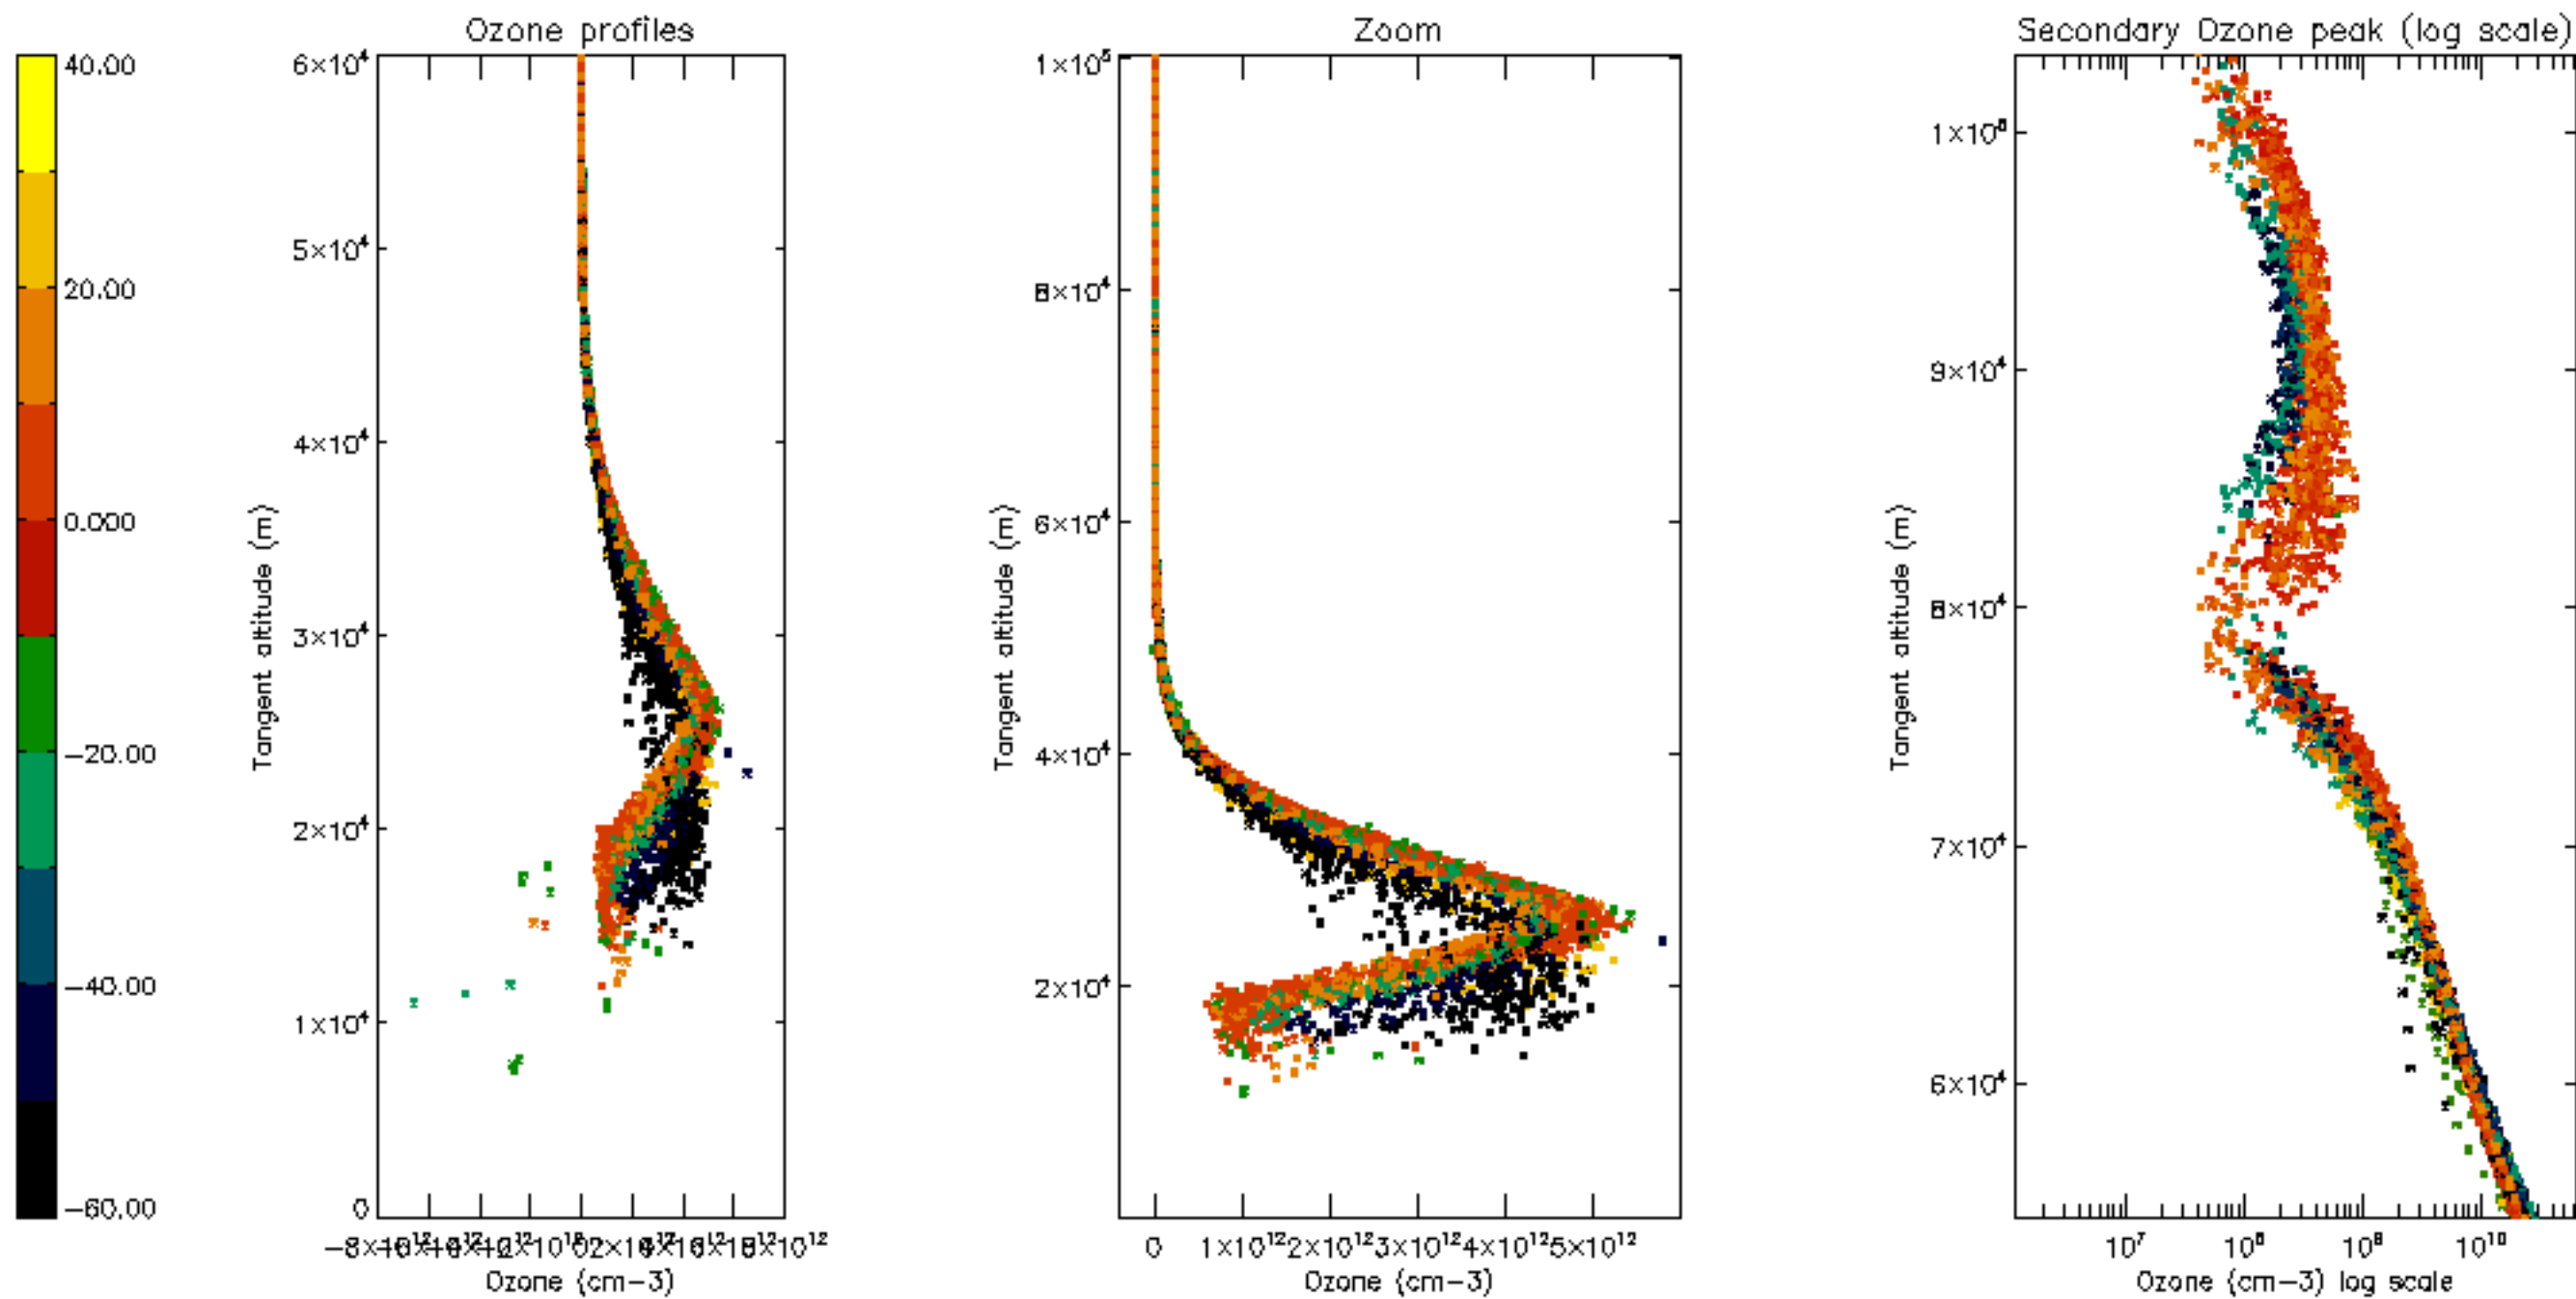 Ozone profiles
Zoom
Secondary Ozone peak (log scale)
40.00
20.00
0.000
-20.00
-40.00
-60.00
6×10⁴
5×10⁴
4×10⁴
3×10⁴
2×10⁴
1×10⁴
0
Tangent altitude (m)
Ozone (cm-3)
1×10⁵
8×10⁴
6×10⁴
4×10⁴
2×10⁴
Tangent altitude (m)
0 1×10¹² 2×10¹² 3×10¹² 4×10¹² 5×10¹²
Ozone (cm-3)
9×10⁴
8×10⁴
7×10⁴
6×10⁴
Tangent altitude (m)
10⁷ 10⁸ 10⁹ 10¹⁰
Ozone (cm-3) log scale